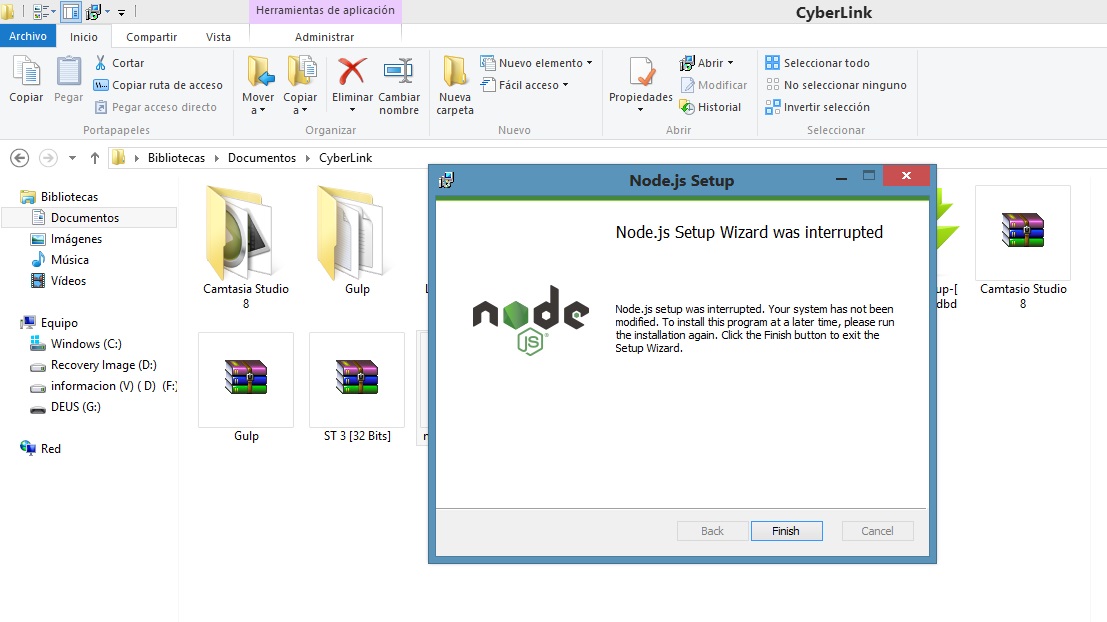 Herramientas de aplicación
CyberLink
Archivo
Inicio
Compartir
Vista
Administrar
Copiar
Pegar
Cortar
Copiar ruta de acceso
Pegar acceso directo
Portapapeles
Mover a
Copiar a
Eliminar
Cambiar nombre
Organizar
Nueva carpeta
Nuevo elemento
Fácil acceso
Nuevo
Propiedades
Abrir
Modificar
Historial
Abrir
Seleccionar todo
No seleccionar ninguno
Invertir selección
Seleccionar
Bibliotecas
Documentos
CyberLink
Bibliotecas
Documentos
Imágenes
Música
Vídeos
Equipo
Windows (C:)
Recovery Image (D:)
informacion (V) ( D) (F:
DEUS (G:)
Red
Camtasia Studio
8
Gulp
up-[
dbd
Camtasio Studio
8
Gulp
ST 3 [32 Bits]
Node.js Setup
Node.js Setup Wizard was interrupted
node
JS
Node.js setup was interrupted. Your system has not been
modified. To install this program at a later time, please run
the installation again. Click the Finish button to exit the
Setup Wizard.
Back
Finish
Cancel